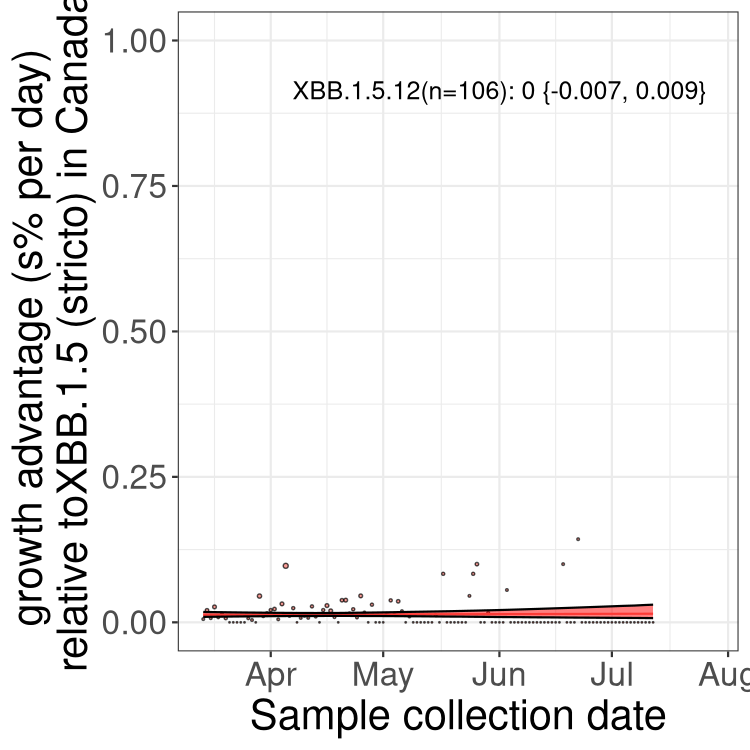 growth advantage (s% per day)
relative toXBB.1.5 (stricto) in Canada
1.00
0.75
0.50
0.25
0.00
XBB.1.5.12(n=106): 0 {-0.007, 0.009}
Apr May Jun Jul Aug
Sample collection date